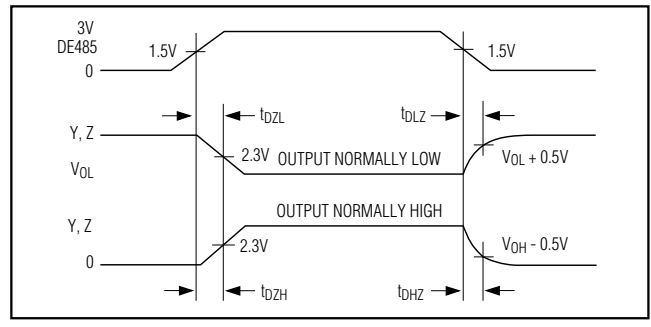 3V
DE485
1.5V
1.5V
0
tDZL
tDLZ
Y, Z
2.3V
OUTPUT NORMALLY LOW
VOL + 0.5V
VOL
OUTPUT NORMALLY HIGH
Y, Z
2.3V
VOH - 0.5V
0
tDZH
tDHZ